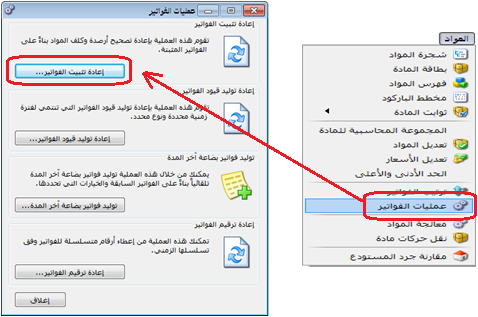 المواد
شجرة المواد
بطاقة المادة
فهرس المواد
مخطط الباركود
ثوابت المادة
المجموعة المحاسبية للمادة
تعديل المواد
تعديل الأسعار
الحد الأدنى والأعلى
ترتيب الفواتير
عمليات الفواتير
معالجة المواد
نقل حركات مادة
مقارنة جرد المستودع
عمليات الفواتير
إعادة تثبيت الفواتير
تقوم هذه العملية بإعادة تصحيح أرصدة وكلف المواد بناءً على
الفواتير المثبتة.
إعادة تثبيت الفواتير...
إعادة توليد قيود الفواتير
تقوم هذه العملية بإعادة توليد قيود الفواتير التي تنتمي لفترة
زمنية محددة ونوع محدد.
إعادة توليد قيود الفواتير...
توليد فواتير بضاعة آخر المدة
يمكنك من خلال هذه العملية توليد فواتير بضاعة آخر المدة
تلقائياً بناءً على الفواتير السابقة والخيارات التي تحددها.
توليد فواتير بضاعة آخر المدة...
إعادة ترقيم الفواتير
تمكنك هذه العملية من إعطاء أرقام متسلسلة للفواتير وفق
تسلسلها الزمني.
إعادة ترقيم الفواتير...
إغلاق